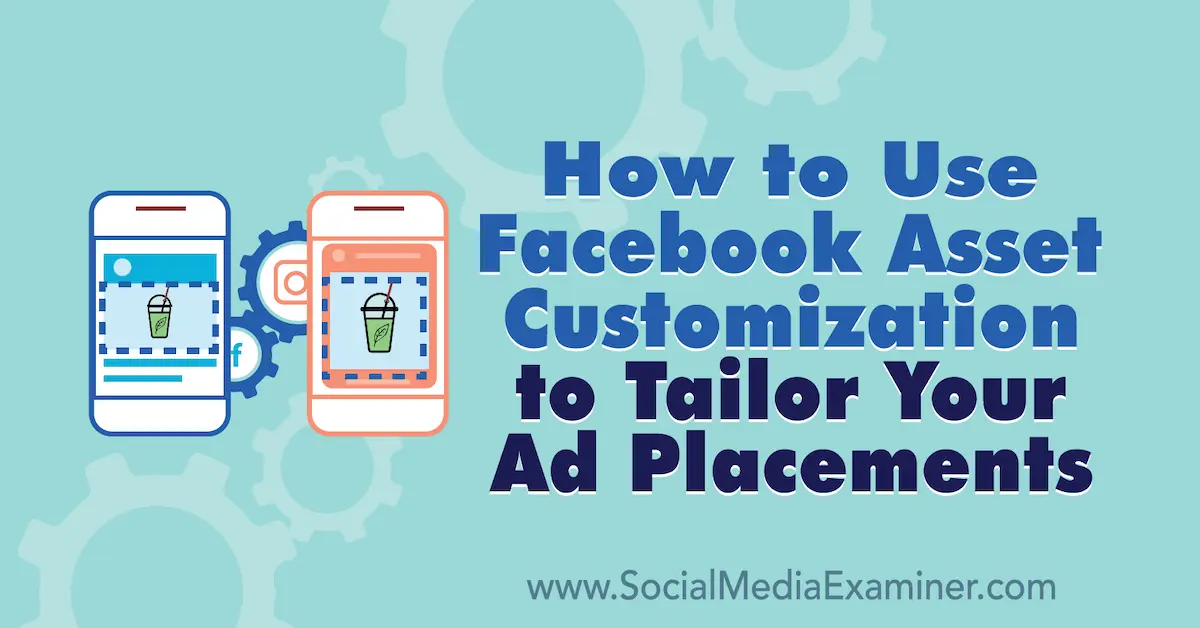 How to Use
Facebook Asset
Customization
to Tailor Your
Ad Placements
www.SocialMediaExaminer.com
f